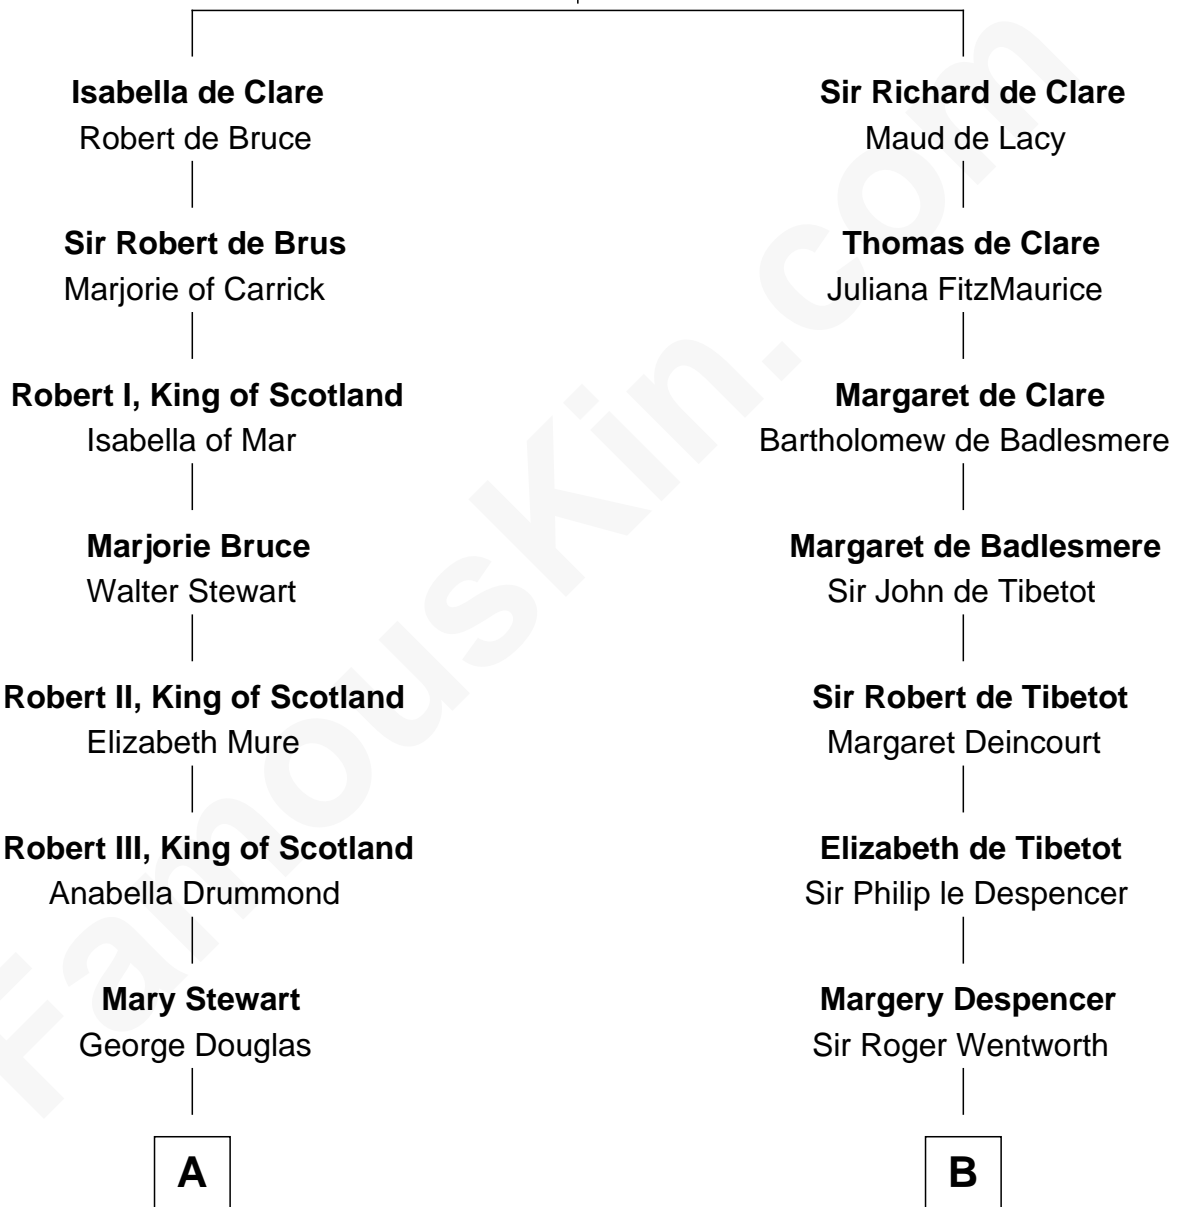 Isabella de Clare
Robert de Bruce
Sir Robert de Brus
Marjorie of Carrick
Robert I, King of Scotland
Isabella of Mar
Marjorie Bruce
Walter Stewart
Robert II, King of Scotland
Elizabeth Mure
Robert III, King of Scotland
Anabella Drummond
Mary Stewart
George Douglas
A
Sir Richard de Clare
Maud de Lacy
Thomas de Clare
Juliana FitzMaurice
Margaret de Clare
Bartholomew de Badlesmere
Margaret de Badlesmere
Sir John de Tibetot
Sir Robert de Tibetot
Margaret Deincourt
Elizabeth de Tibetot
Sir Philip le Despencer
Margery Despencer
Sir Roger Wentworth
B
FamousKin.com